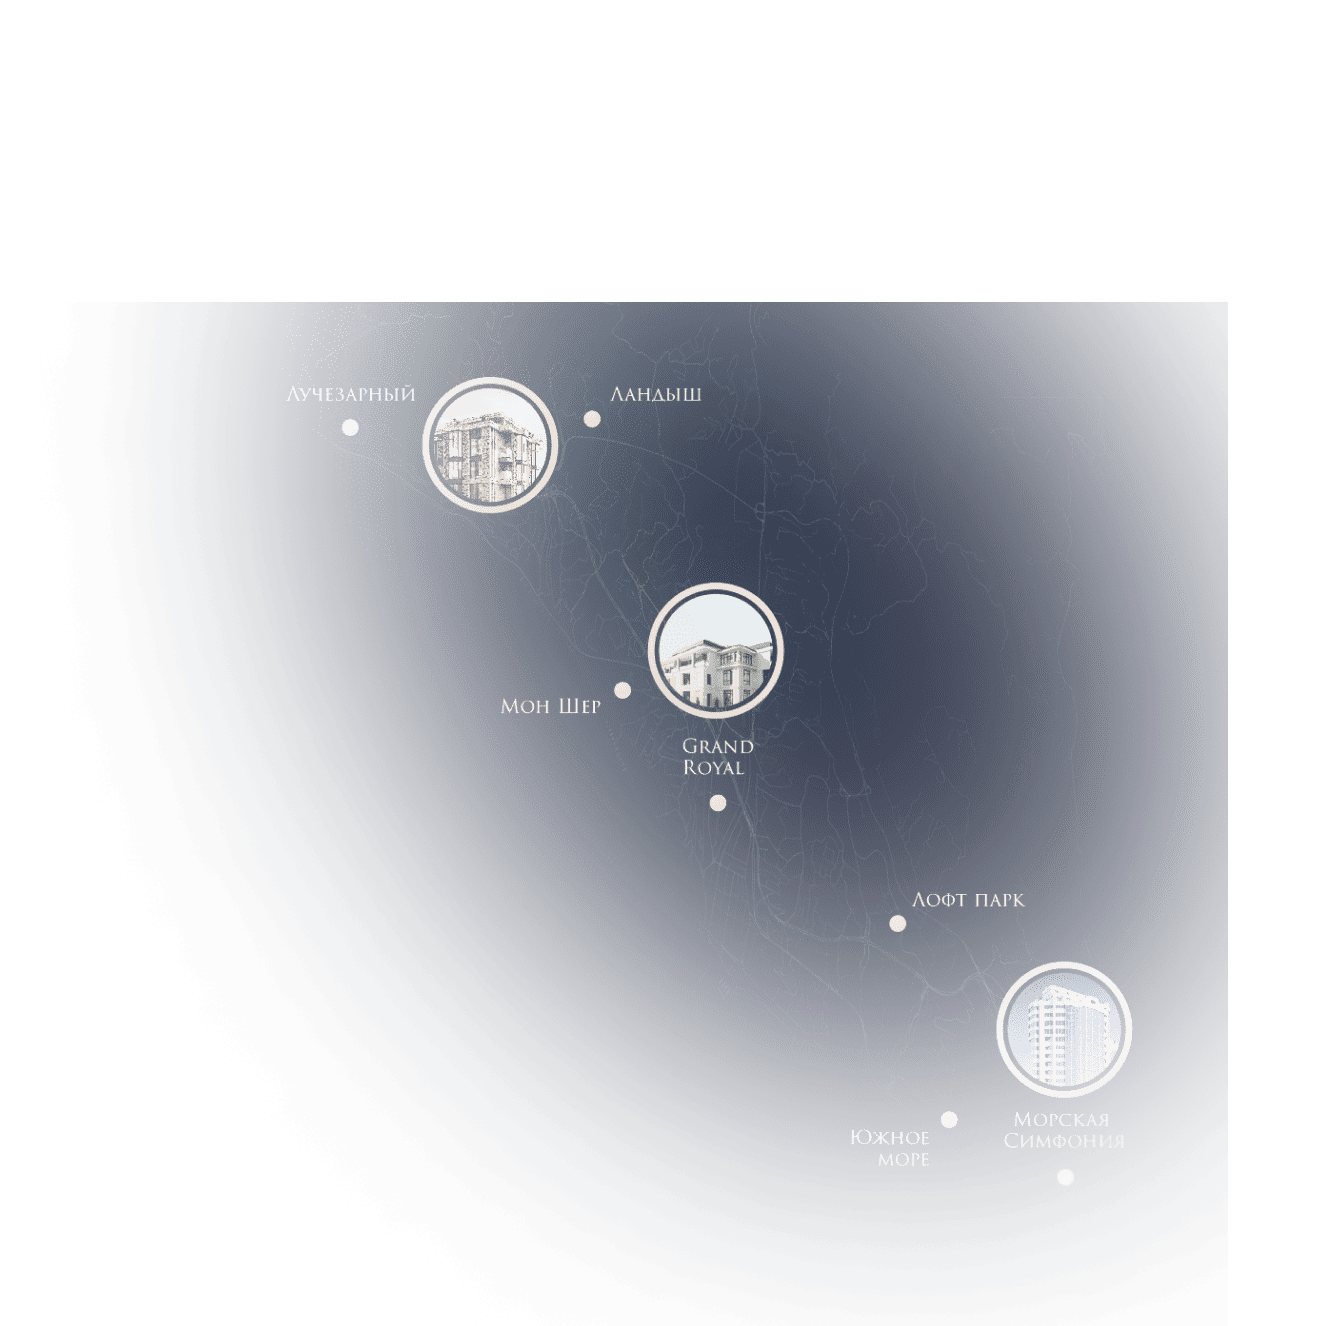 Лучезарный
Ландыш
Мон Шер
Grand
Royal
Лофт парк
Морская
Симфония
Южное
море